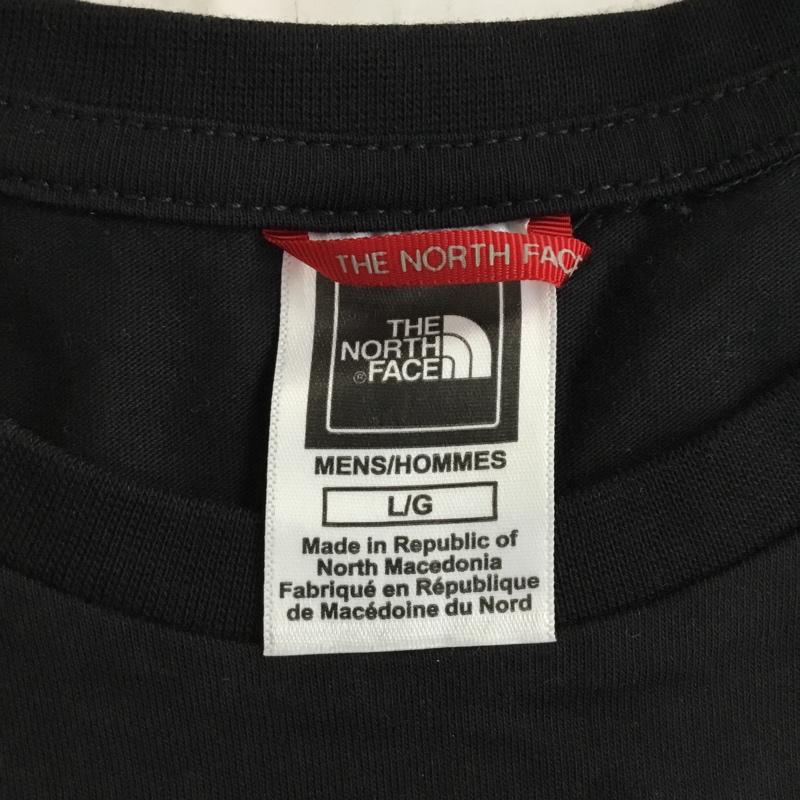 THE NORTH FACE
THE
NORTH
® FACE
MENS/HOMMES
L/G
Made in Republic of
North Macedonia
Fabriqué en République
de Macédoine du Nord